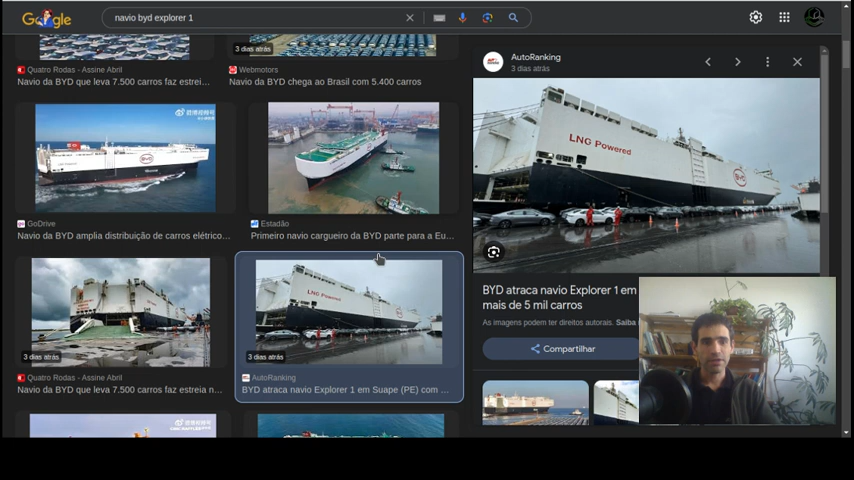 Google
navio byd explorer 1
3 dias atrás
Quatro Rodas - Assine Abril
Navio da BYD que leva 7.500 carros faz estrei...
Webmotors
Navio da BYD chega ao Brasil com 5.400 carros
BYD
GoDrive
Navio da BYD amplia distribuição de carros elétrico...
Estadão
Primeiro navio cargueiro da BYD parte para a Eu...
3 dias atrás
Quatro Rodas - Assine Abril
Navio da BYD que leva 7.500 carros faz estreia n...
LNG Powered
3 dias atrás
AutoRanking
BYD atraca navio Explorer 1 em Suape (PE) com ...
AutoRanking
3 dias atrás
LNG Powered
BYD
BYD atraca navio Explorer 1 em
mais de 5 mil carros
As imagens podem ter direitos autorais. Saiba
Compartilhar